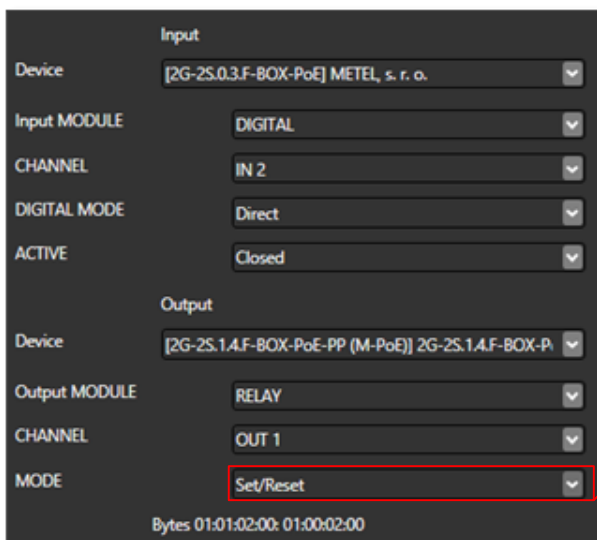 Input
Device [2G-2S.0.3.F-BOX-PoE] METEL, s. r. o.
Input MODULE DIGITAL
CHANNEL IN 2
DIGITAL MODE Direct
ACTIVE Closed
Output
Device [2G-2S.1.4.F-BOX-PoE-PP (M-PoE)] 2G-2S.1.4.F-BOX-P
Output MODULE RELAY
CHANNEL OUT 1
MODE Set/Reset
Bytes 01:01:02:00: 01:00:02:00